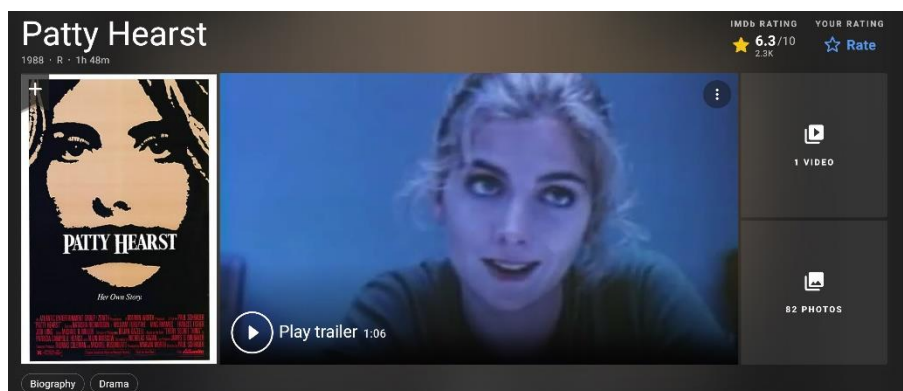 Patty Hearst
1988 · R · 1h 48m
IMDb RATING
6.3/10
2.3K
YOUR RATING
Rate
PATTY HEARST
Her Own Story.
Play trailer 1:06
1 VIDEO
82 PHOTOS
Biography
Drama